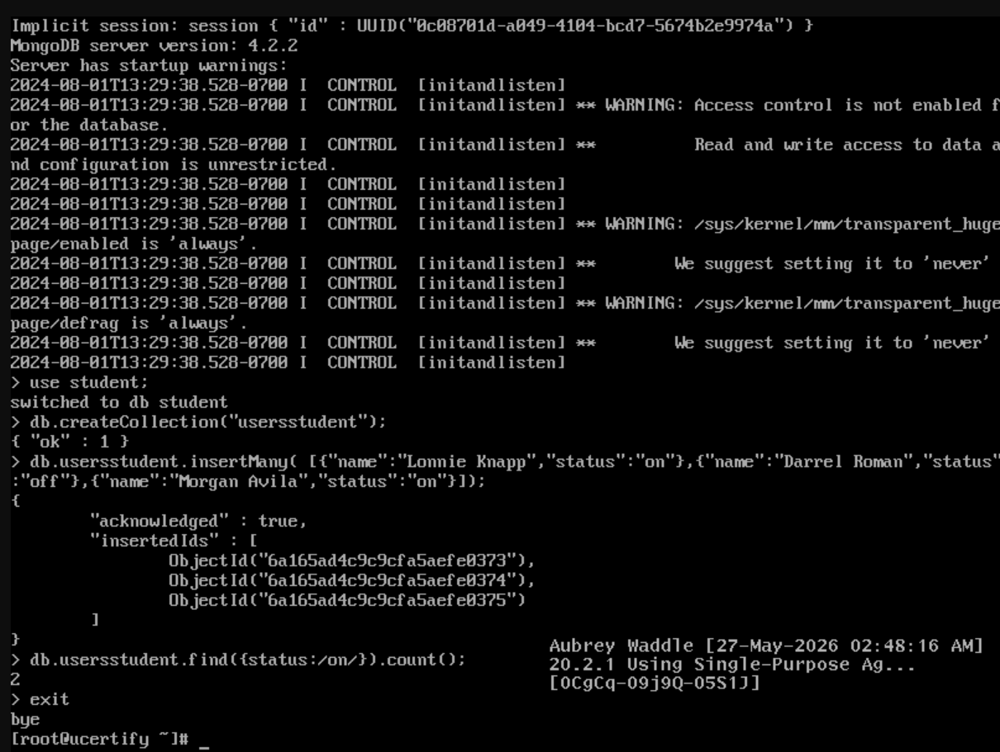 Implicit session: session { "id" : UUID("0c08701d-a049-4104-bcd7-5674b2e9974a") }
MongoDB server version: 4.2.2
Server has startup warnings:
2024-08-01T13:29:38.528-0700 I  CONTROL  [initandlisten]
2024-08-01T13:29:38.528-0700 I  CONTROL  [initandlisten] ** WARNING: Access control is not enabled f
or the database.
2024-08-01T13:29:38.528-0700 I  CONTROL  [initandlisten] **          Read and write access to data a
nd configuration is unrestricted.
2024-08-01T13:29:38.528-0700 I  CONTROL  [initandlisten]
2024-08-01T13:29:38.528-0700 I  CONTROL  [initandlisten]
2024-08-01T13:29:38.528-0700 I  CONTROL  [initandlisten] ** WARNING: /sys/kernel/mm/transparent_huge
page/enabled is 'always'.
2024-08-01T13:29:38.528-0700 I  CONTROL  [initandlisten] **        We suggest setting it to 'never'
2024-08-01T13:29:38.528-0700 I  CONTROL  [initandlisten]
2024-08-01T13:29:38.528-0700 I  CONTROL  [initandlisten] ** WARNING: /sys/kernel/mm/transparent_huge
page/defrag is 'always'.
2024-08-01T13:29:38.528-0700 I  CONTROL  [initandlisten] **        We suggest setting it to 'never'
2024-08-01T13:29:38.528-0700 I  CONTROL  [initandlisten]
> use student;
switched to db student
> db.createCollection("usersstudent");
{ "ok" : 1 }
> db.usersstudent.insertMany( [{"name":"Lonnie Knapp","status":"on"},{"name":"Darrel Roman","status"
:"off"},{"name":"Morgan Avila","status":"on"}]);
{
        "acknowledged" : true,
        "insertedIds" : [
                ObjectId("6a165ad4c9c9cfa5aefe0373"),
                ObjectId("6a165ad4c9c9cfa5aefe0374"),
                ObjectId("6a165ad4c9c9cfa5aefe0375")
        ]
}
> db.usersstudent.find({status:/on/}).count();
2
> exit
bye
[root@ucertify ~]# _
Aubrey Waddle [27-May-2026 02:48:16 AM]
20.2.1 Using Single-Purpose Ag...
[OCgCq-O9j9Q-O5S1J]